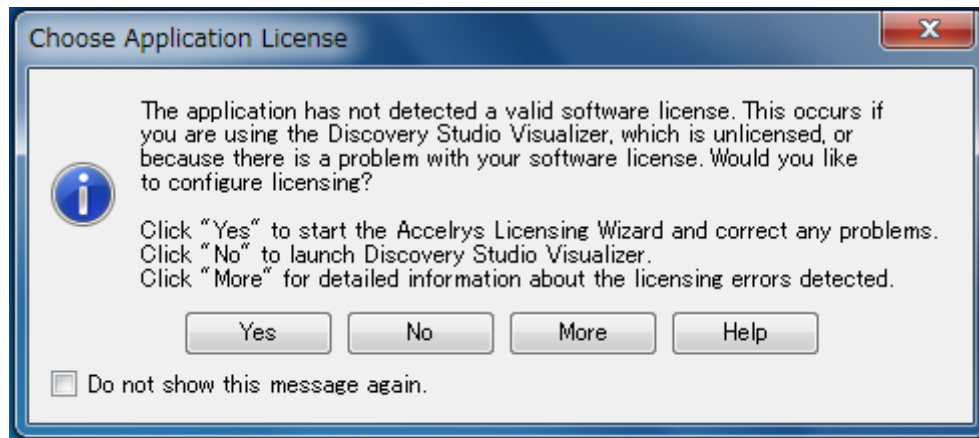 Choose Application License
The application has not detected a valid software license. This occurs if
you are using the Discovery Studio Visualizer, which is unlicensed, or
because there is a problem with your software license. Would you like
to configure licensing?
Click "Yes" to start the Accelrys Licensing Wizard and correct any problems.
Click "No" to launch Discovery Studio Visualizer.
Click "More" for detailed information about the licensing errors detected.
Yes No More Help
Do not show this message again.